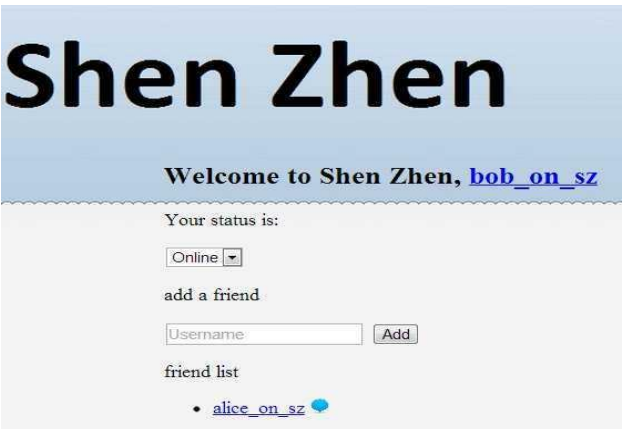 Shen Zhen
Welcome to Shen Zhen, bob_on_sz
Your status is:
Online
add a friend
Username
Add
friend list
alice_on_sz